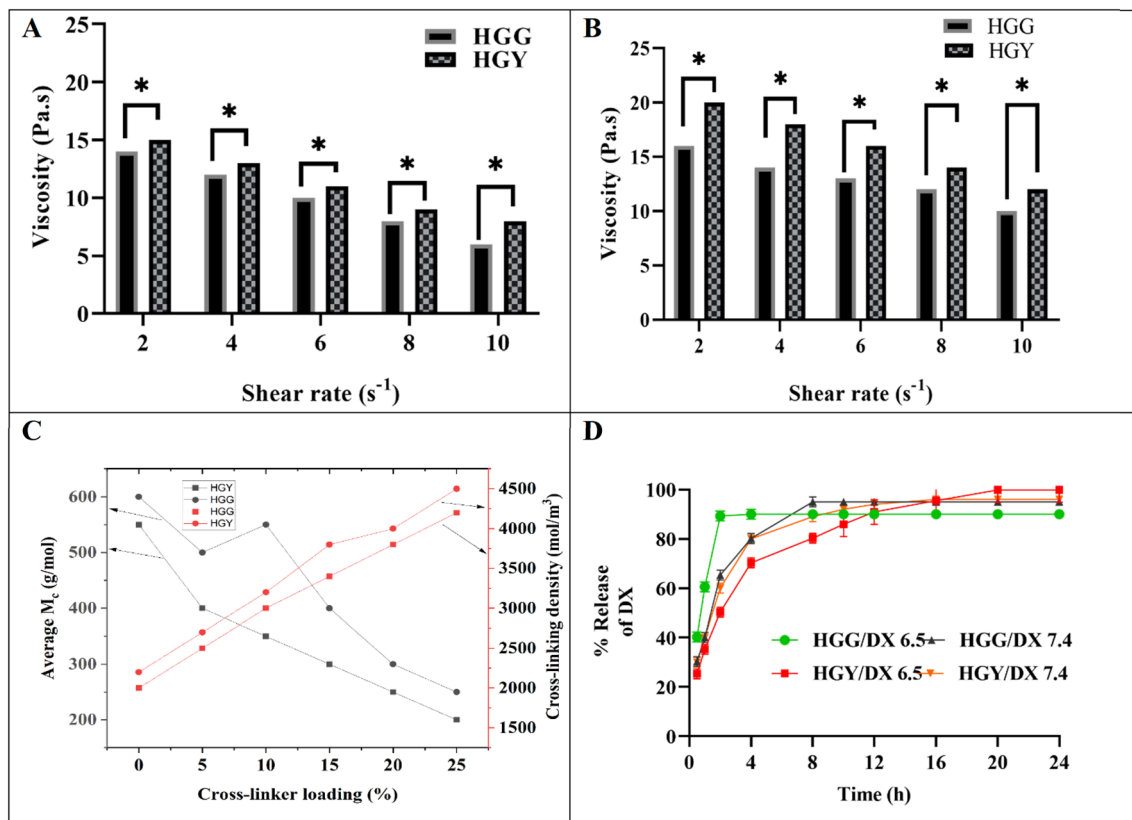 A
HGG
HGY
25
20
15
10
5
0
Viscosity (Pa.s)
*
*
*
*
*
2 4 6 8 10
Shear rate (s⁻¹)
B
HGG
HGY
25
20
15
10
5
0
Viscosity (Pa.s)
*
*
*
*
*
2 4 6 8 10
Shear rate (s⁻¹)
C
HGY
HGG
HGG
HGY
600
500
400
300
200
Average Mc (g/mol)
4500
4000
3500
3000
2500
2000
1500
Cross-linking density (mol/m³)
0 5 10 15 20 25
Cross-linker loading (%)
D
100
80
60
40
20
0
% Release
of DX
HGG/DX 6.5 HGG/DX 7.4
HGY/DX 6.5 HGY/DX 7.4
0 4 8 12 16 20 24
Time (h)